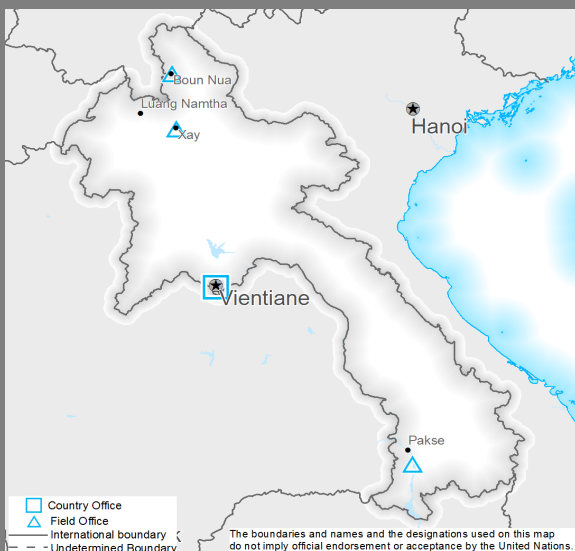 Boun Nua
Luang Namtha
Xay
Hanoi
Vientiane
Pakse
Country Office
Field Office
International boundary
Undetermined Boundary
The boundaries and names and the designations used on this map
do not imply official endorsement or acceptance by the United Nations.